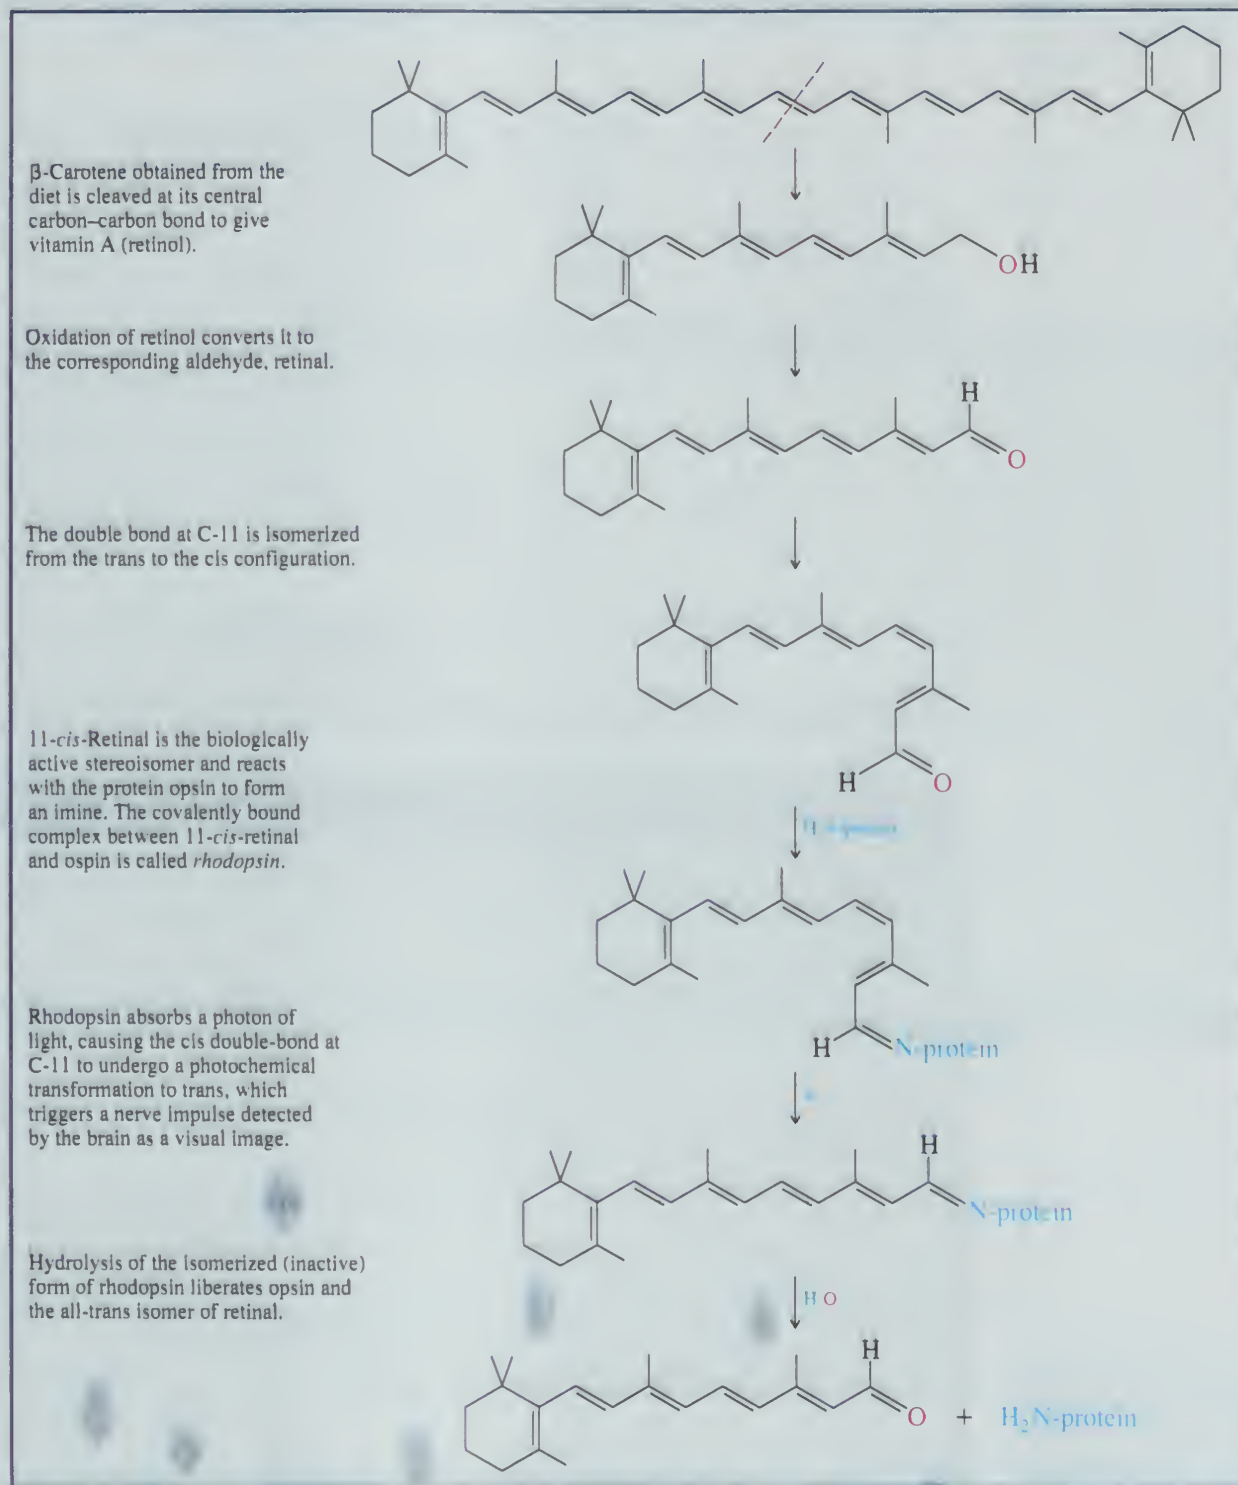 β-Carotene obtained from the
diet is cleaved at its central
carbon–carbon bond to give
vitamin A (retinol).
OH
Oxidation of retinol converts it to
the corresponding aldehyde, retinal.
H
O
The double bond at C-11 is isomerized
from the trans to the cis configuration.
11-cis-Retinal is the biologically
active stereoisomer and reacts
with the protein opsin to form
an imine. The covalently bound
complex between 11-cis-retinal
and ospin is called rhodopsin.
H
O
H
Rhodopsin absorbs a photon of
light, causing the cis double-bond at
C-11 to undergo a photochemical
transformation to trans, which
triggers a nerve impulse detected
by the brain as a visual image.
H
N-protein
H
N-protein
Hydrolysis of the isomerized (inactive)
form of rhodopsin liberates opsin and
the all-trans isomer of retinal.
H O
H
O + H₂N-protein